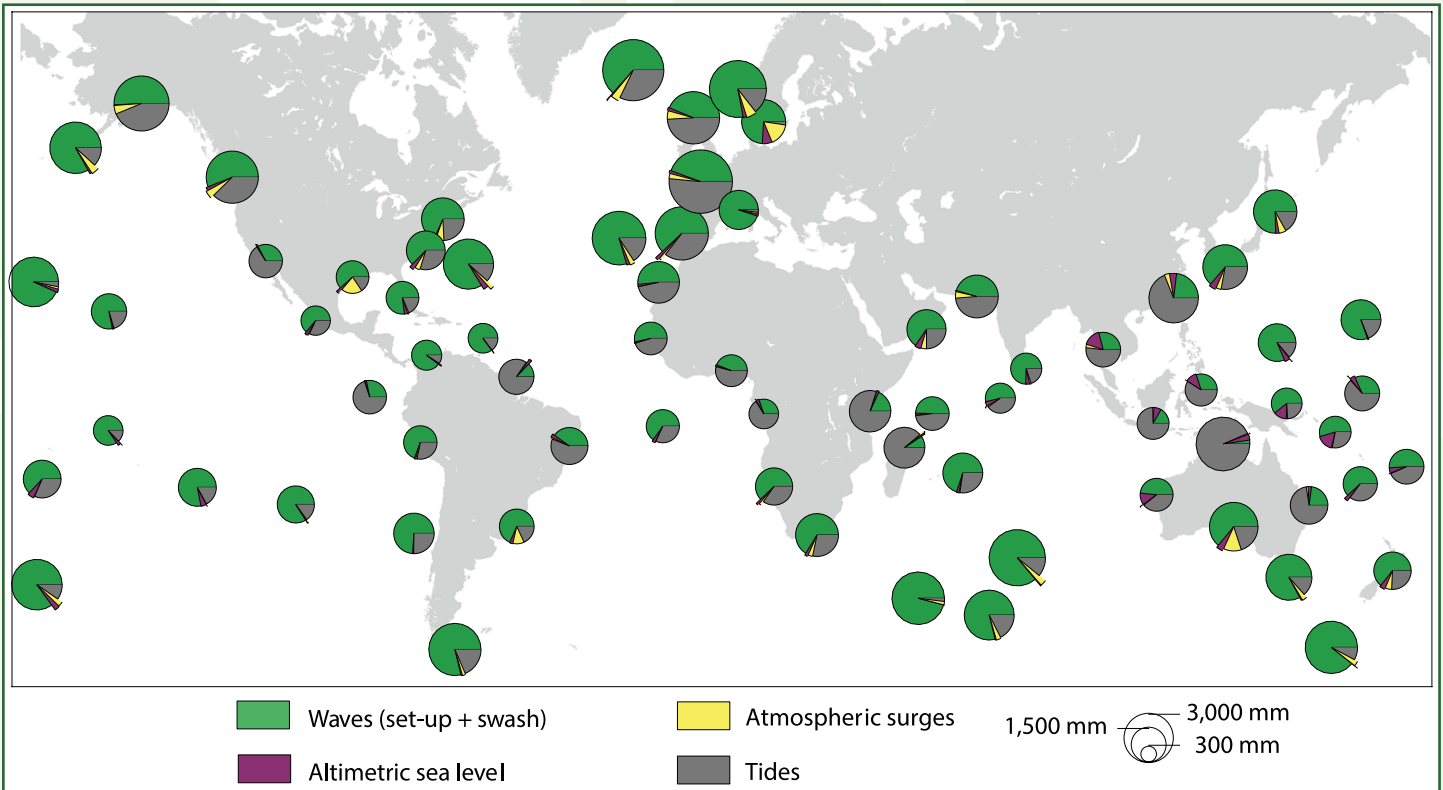 Waves (set-up + swash)
Altimetric sea level
Atmospheric surges
Tides
1,500 mm
3,000 mm
300 mm